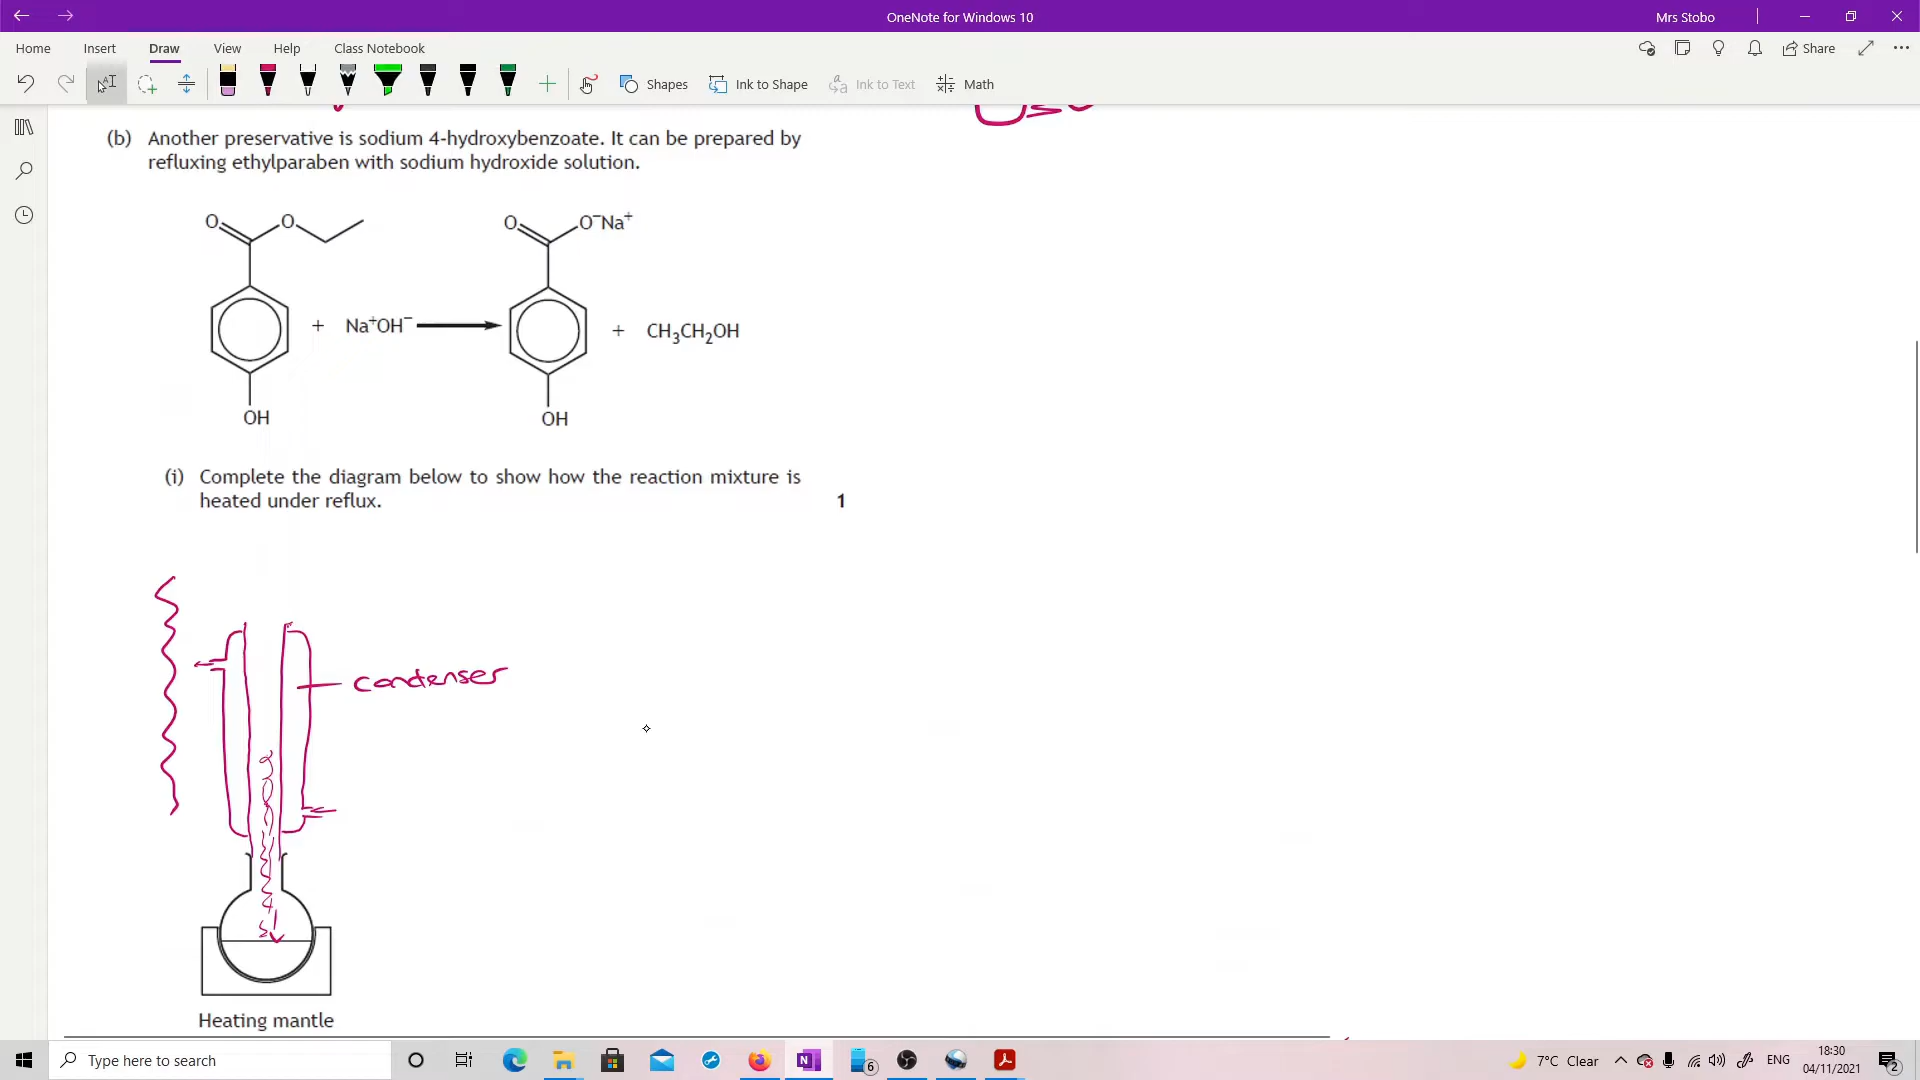 OneNote for Windows 10
Mrs Stobo
Home Insert Draw View Help Class Notebook
Share
Shapes Ink to Shape Ink to Text Math
(b) Another preservative is sodium 4-hydroxybenzoate. It can be prepared by
refluxing ethylparaben with sodium hydroxide solution.
O O O O⁻Na⁺
+ Na⁺OH⁻ + CH₃CH₂OH
OH OH
(i) Complete the diagram below to show how the reaction mixture is
heated under reflux. 1
condenser
Heating mantle
Type here to search
6
7°C Clear
ENG
18:30
04/11/2021
2